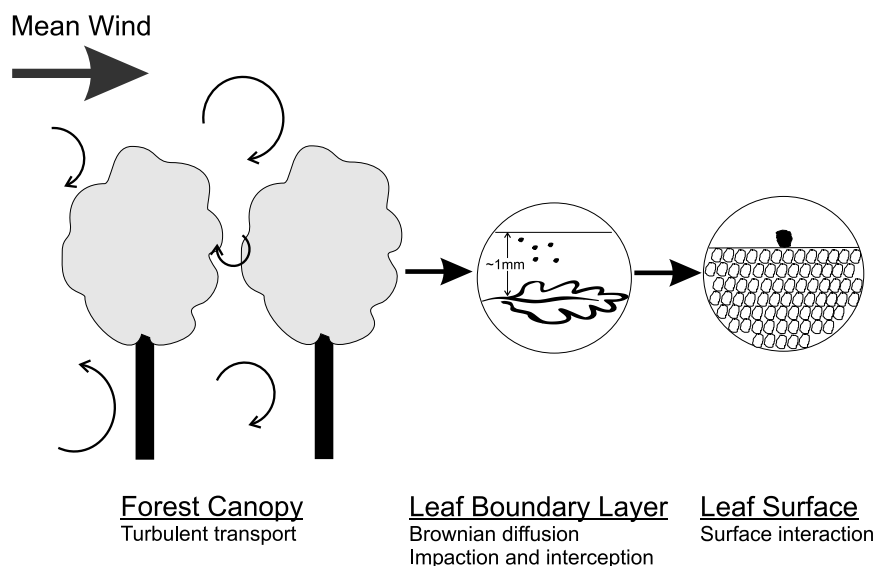 Mean Wind
~1mm
Forest Canopy
Turbulent transport
Leaf Boundary Layer
Brownian diffusion
Impaction and interception
Leaf Surface
Surface interaction